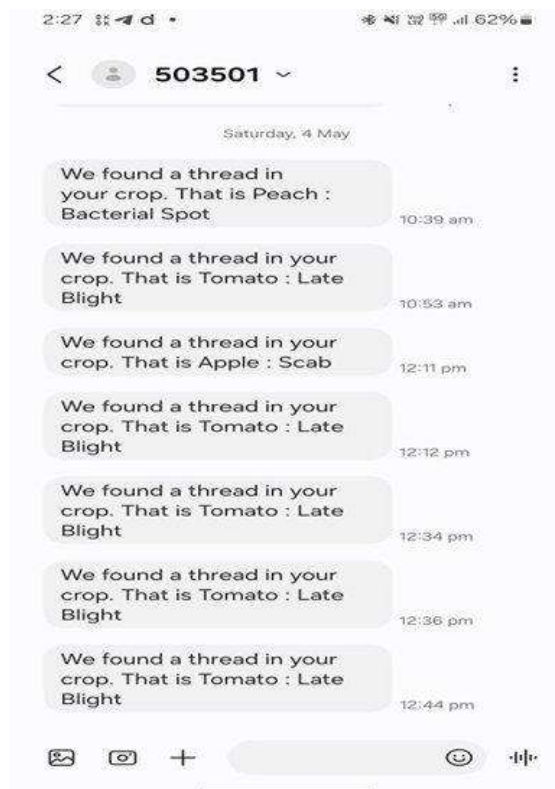 2:27 d •
62%
503501
Saturday, 4 May
We found a thread in
your crop. That is Peach :
Bacterial Spot
10:39 am
We found a thread in your
crop. That is Tomato : Late
Blight
10:53 am
We found a thread in your
crop. That is Apple : Scab
12:11 pm
We found a thread in your
crop. That is Tomato : Late
Blight
12:12 pm
We found a thread in your
crop. That is Tomato : Late
Blight
12:34 pm
We found a thread in your
crop. That is Tomato : Late
Blight
12:36 pm
We found a thread in your
crop. That is Tomato : Late
Blight
12:44 pm